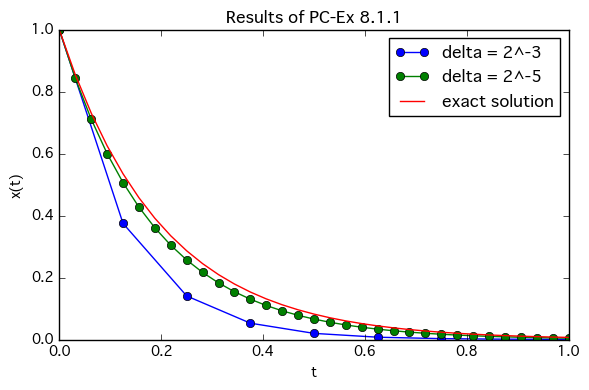 Results of PC-Ex 8.1.1
1.0
0.8
0.6
0.4
0.2
0.0
x(t)
delta = 2^-3
delta = 2^-5
exact solution
0.0 0.2 0.4 0.6 0.8 1.0
t